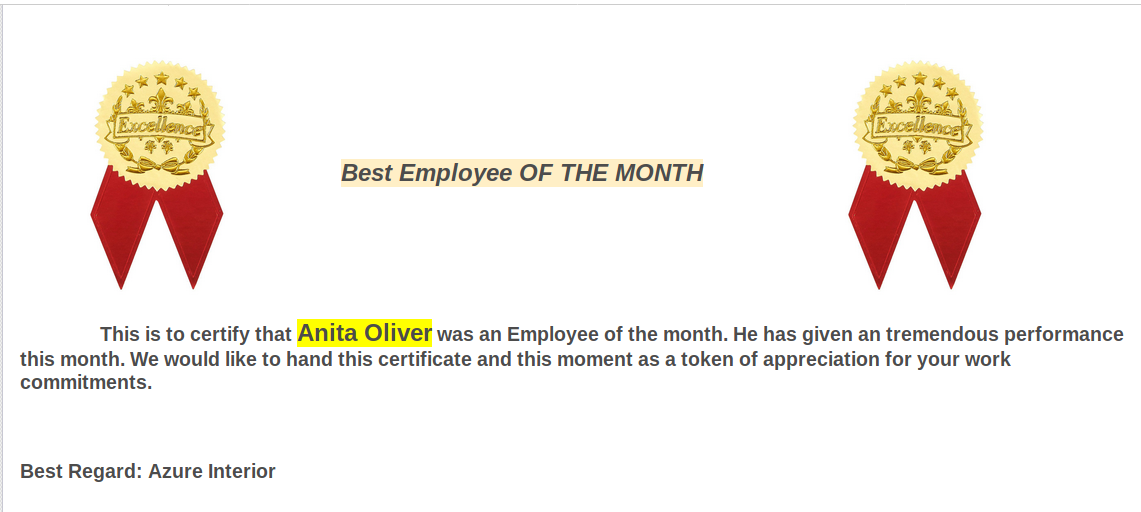 Excellence
Excellence
Best Employee OF THE MONTH
This is to certify that Anita Oliver was an Employee of the month. He has given an tremendous performance
this month. We would like to hand this certificate and this moment as a token of appreciation for your work
commitments.
Best Regard: Azure Interior